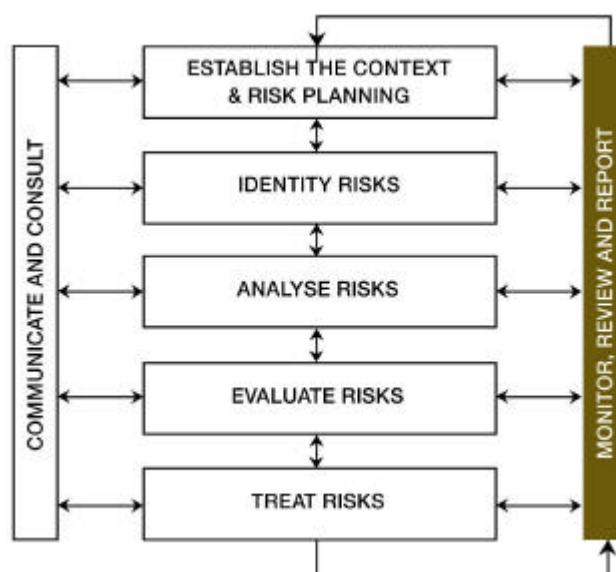 ESTABLISH THE CONTEXT
& RISK PLANNING
IDENTITY RISKS
ANALYSE RISKS
EVALUATE RISKS
TREAT RISKS
COMMUNICATE AND CONSULT
MONITOR, REVIEW AND REPORT